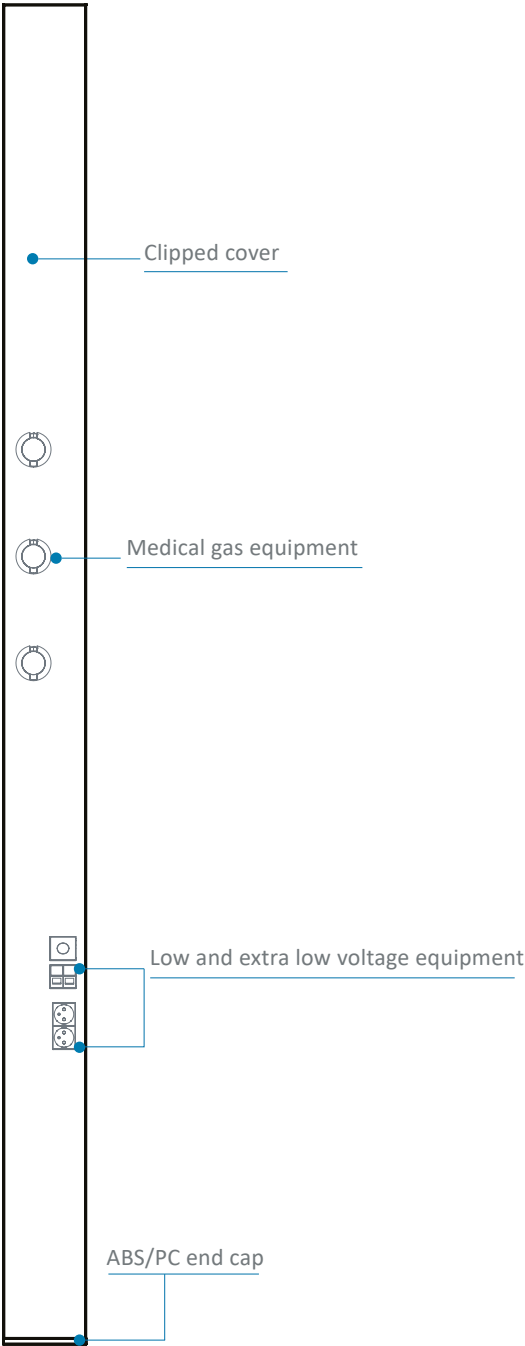 Clipped cover
Medical gas equipment
Low and extra low voltage equipment
ABS/PC end cap